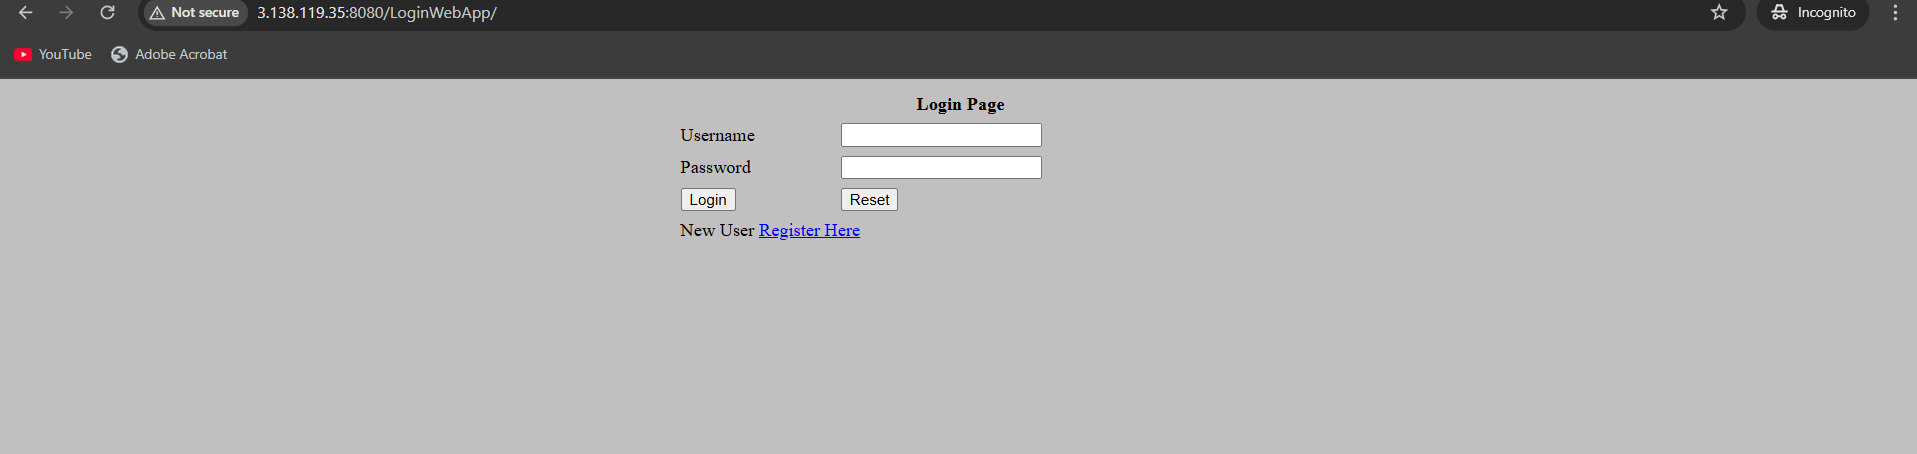 Not secure 3.138.119.35:8080/LoginWebApp/ Incognito
YouTube Adobe Acrobat
Login Page
Username
Password
Login Reset
New User Register Here